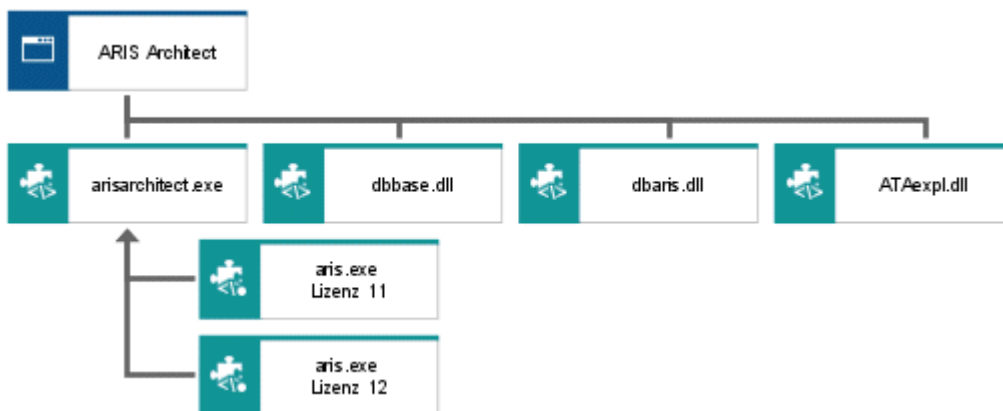 ARIS Architect
arisarchitect.exe
dbbase.dll
dbaris.dll
ATAexpl.dll
aris.exe
Lizenz 11
aris.exe
Lizenz 12